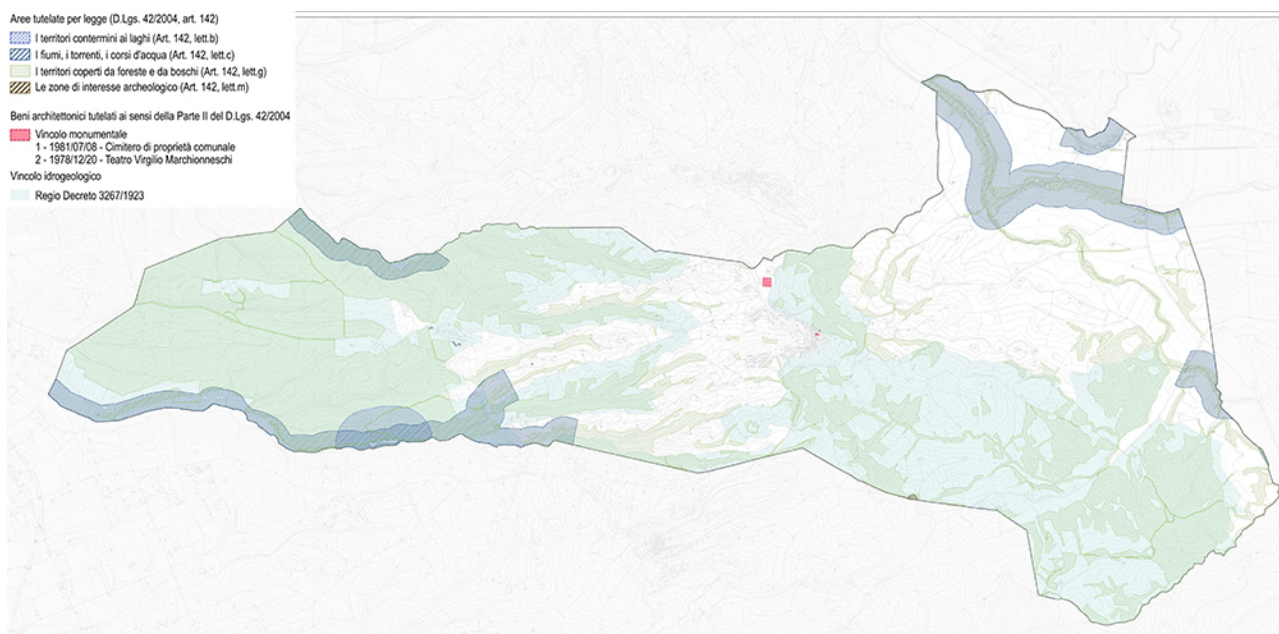 Aree tutelate per legge (D.Lgs. 42/2004, art. 142)
I territori contermini ai laghi (Art. 142, lett.b)
I fiumi, i torrenti, i corsi d'acqua (Art. 142, lett.c)
I territori coperti da foreste e da boschi (Art. 142, lett.g)
Le zone di interesse archeologico (Art. 142, lett.m)
Beni architettonici tutelati ai sensi della Parte II del D.Lgs. 42/2004
Vincolo monumentale
1 - 1981/07/08 - Cimitero di proprietà comunale
2 - 1978/12/20 - Teatro Virgilio Marchionneschi
Vincolo idrogeologico
Regio Decreto 3267/1923